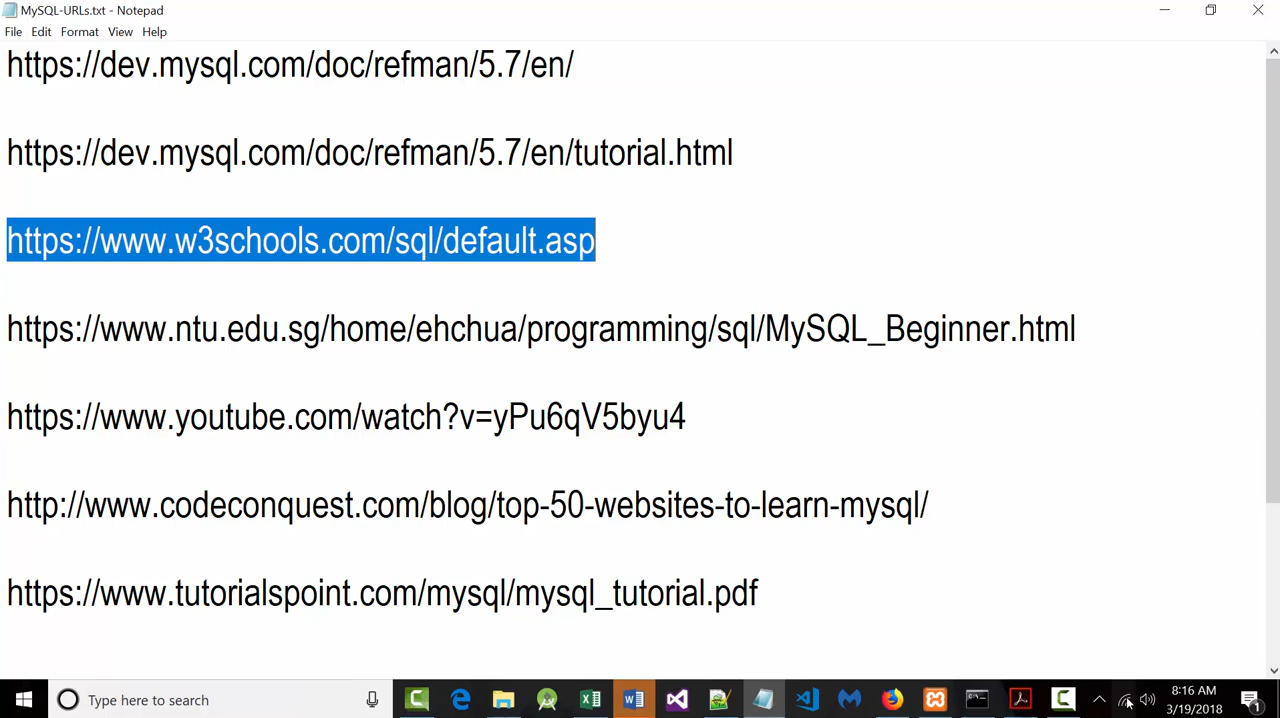 MySQL-URLs.txt - Notepad
File Edit Format View Help
https://dev.mysql.com/doc/refman/5.7/en/
https://dev.mysql.com/doc/refman/5.7/en/tutorial.html
https://www.w3schools.com/sql/default.asp
https://www.ntu.edu.sg/home/ehchua/programming/sql/MySQL_Beginner.html
https://www.youtube.com/watch?v=yPu6qV5byu4
http://www.codeconquest.com/blog/top-50-websites-to-learn-mysql/
https://www.tutorialspoint.com/mysql/mysql_tutorial.pdf
Type here to search
8:16 AM
3/19/2018
1